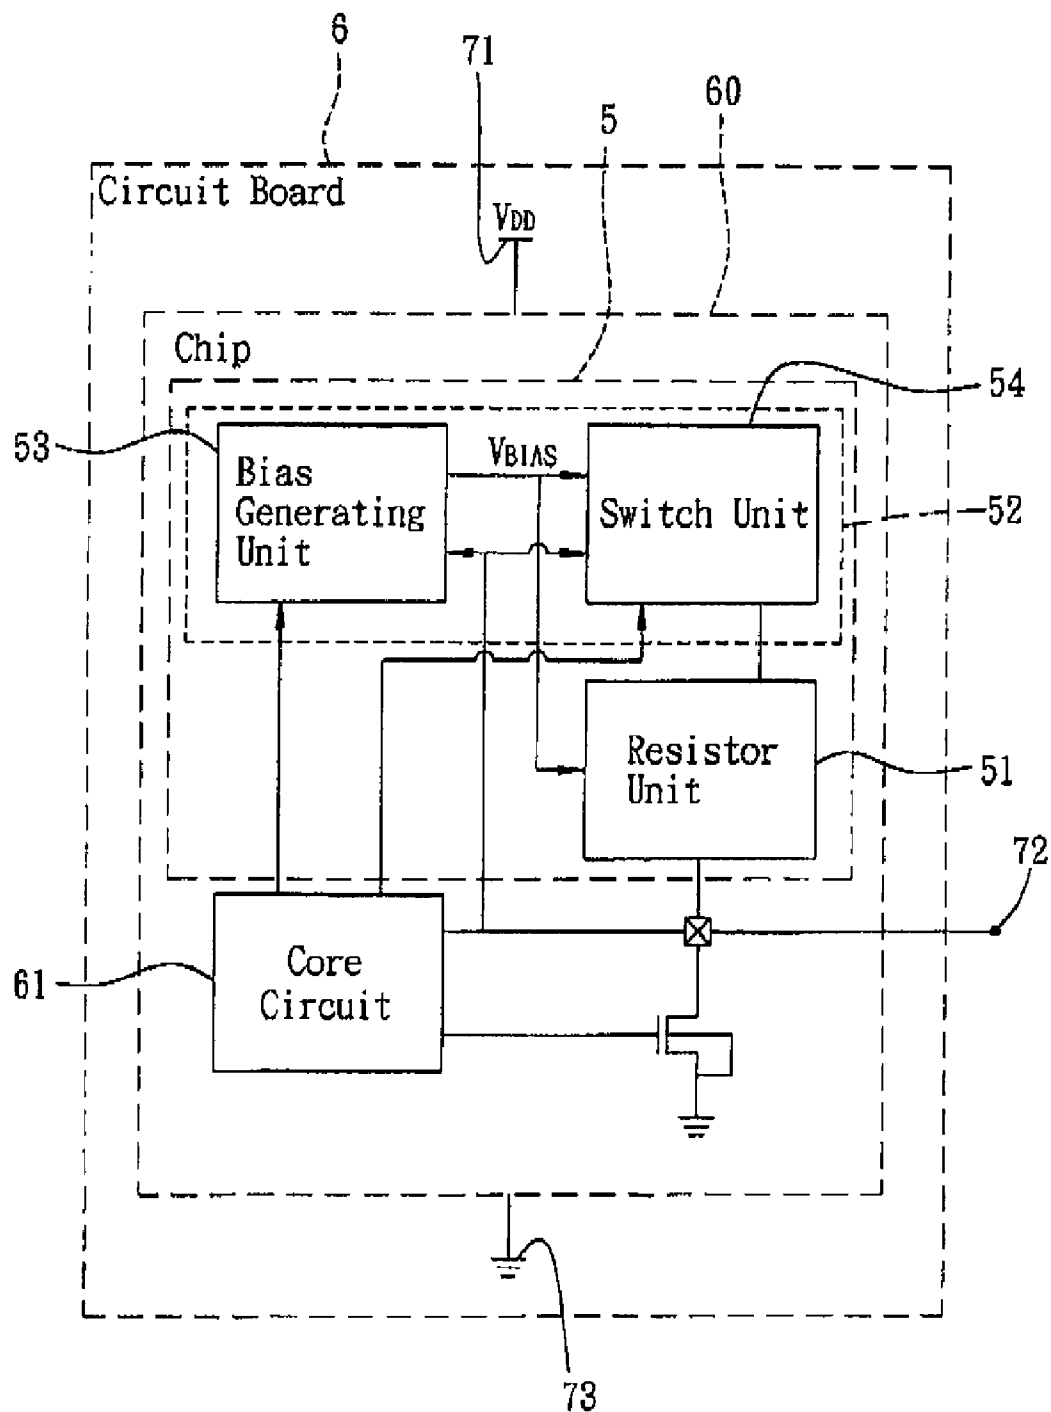 6
71
60
5
Circuit Board
VDD
Chip
54
53
VBIAS
Bias
Generating
Unit
Switch Unit
52
Resistor
Unit
51
72
Core
Circuit
61
73